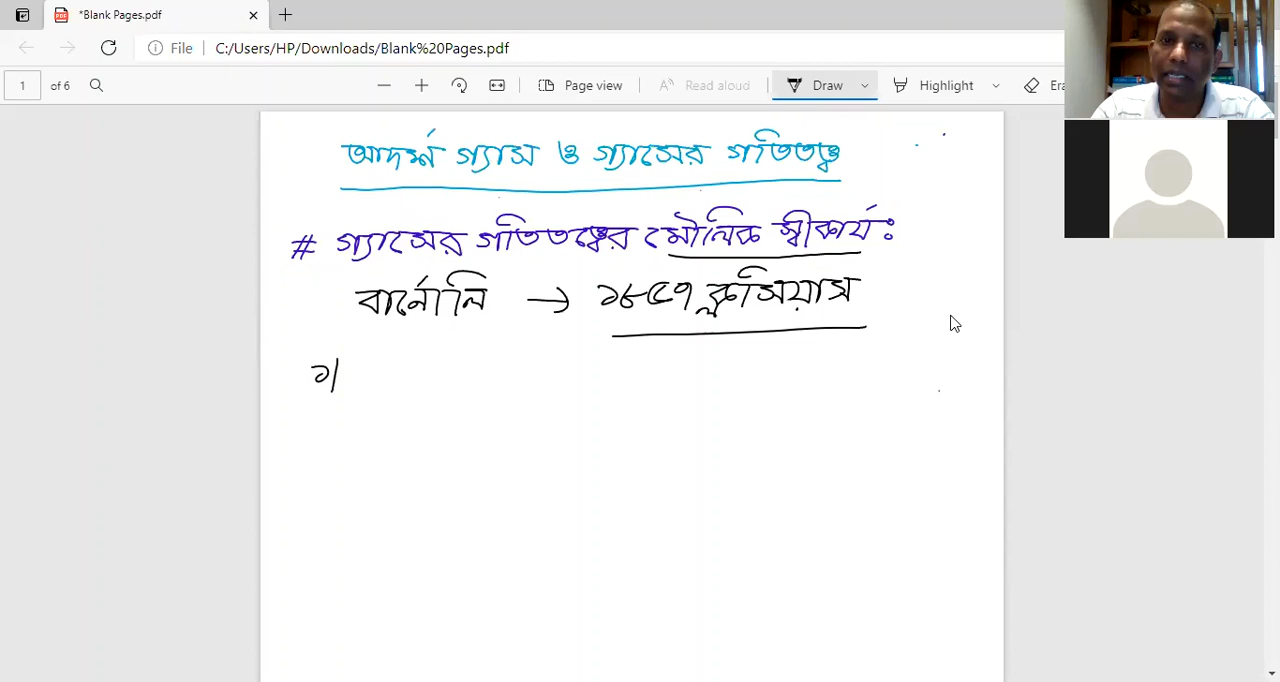 *Blank Pages.pdf
File C:/Users/HP/Downloads/Blank%20Pages.pdf
1 of 6 Page view Read aloud Draw Highlight Era
আদর্শ গ্যাস ও গ্যাসের গতিতত্ত্ব
# গ্যাসের গতিতত্ত্বের মৌলিক স্বীকার্যঃ
বার্নোলি → ১৮৫৭ ক্লসিয়াস
১।